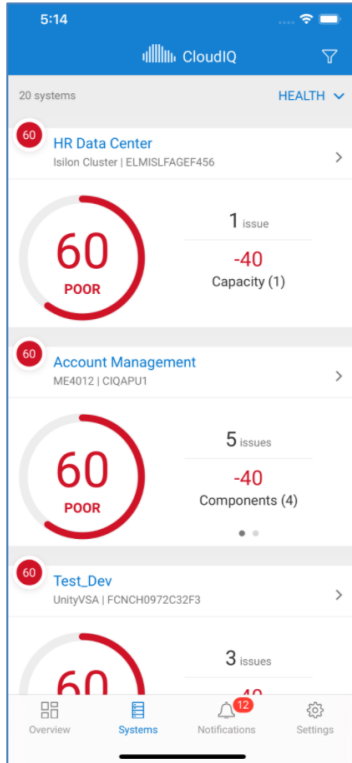 5:14
CloudIQ
20 systems
HEALTH
60
HR Data Center
Isilon Cluster | ELMISLFAGEF456
60
POOR
1 issue
-40
Capacity (1)
60
Account Management
ME4012 | CIQAPU1
60
POOR
5 issues
-40
Components (4)
60
Test_Dev
UnityVSA | FCNCH0972C32F3
60
3 issues
-40
Overview
Systems
12
Notifications
Settings